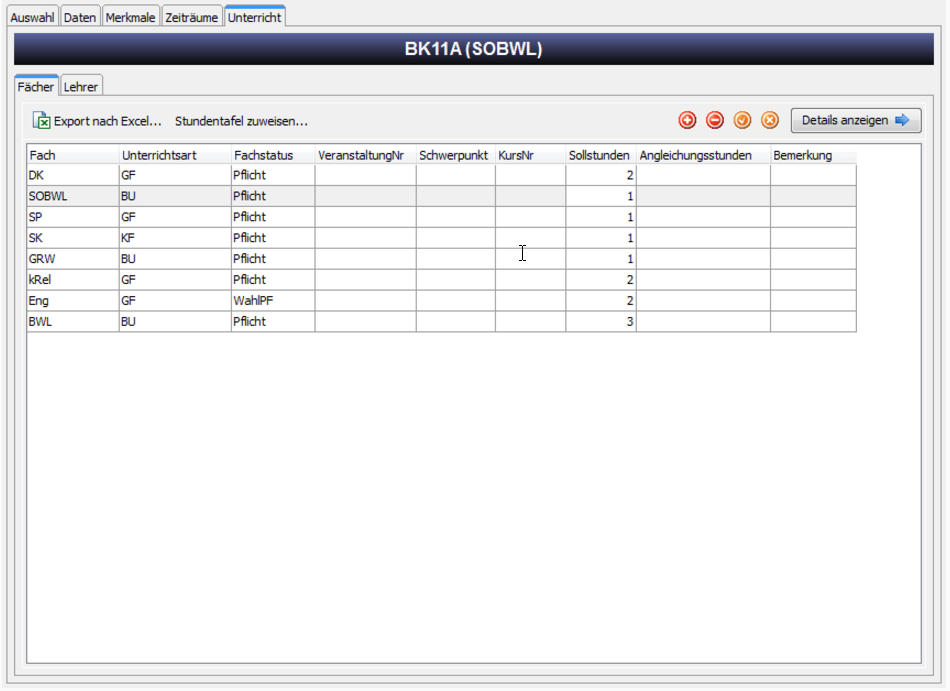 Auswahl Daten Merkmale Zeiträume Unterricht
BK11A (SOBWL)
Fächer Lehrer
Export nach Excel... Stundentafel zuweisen... Details anzeigen
Fach Unterrichtsart Fachstatus VeranstaltungNr Schwerpunkt KursNr Sollstunden Angleichungsstunden Bemerkung
DK GF Pflicht 2
SOBWL BU Pflicht 1
SP GF Pflicht 1
SK KF Pflicht 1
GRW BU Pflicht 1
kRel GF Pflicht 2
Eng GF WahlPF 2
BWL BU Pflicht 3